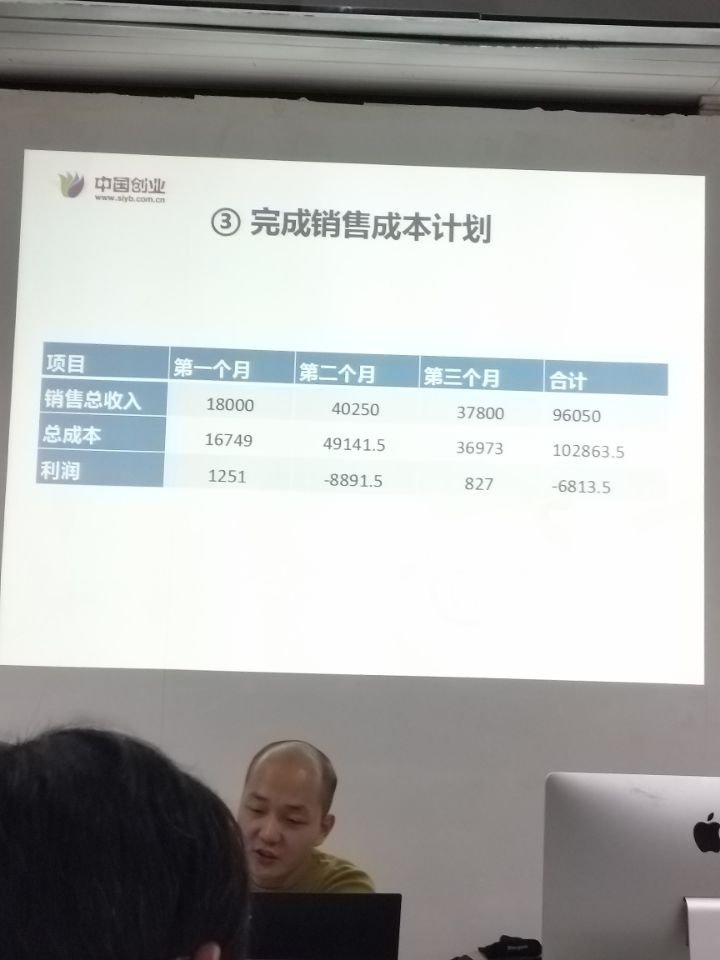 中国创业
www.siyb.com.cn
③ 完成销售成本计划
项目 第一个月 第二个月 第三个月 合计
销售总收入 18000 40250 37800 96050
总成本 16749 49141.5 36973 102863.5
利润 1251 -8891.5 827 -6813.5